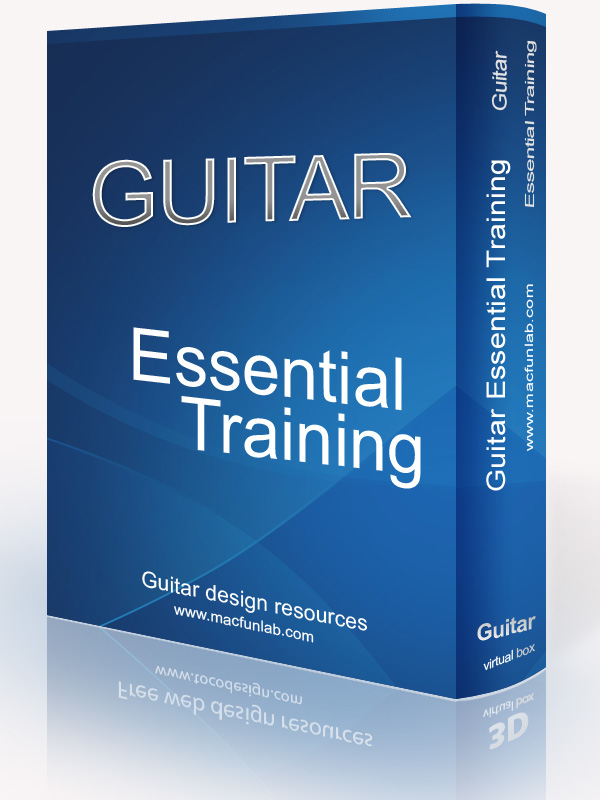 GUITAR
Essential
Training
Guitar design resources
www.macfunlab.com
Guitar
Essential Training
Guitar Essential Training
www.macfunlab.com
Guitar
virtual box
www.tocodesign.com
Free web design resources
virtual box
3D